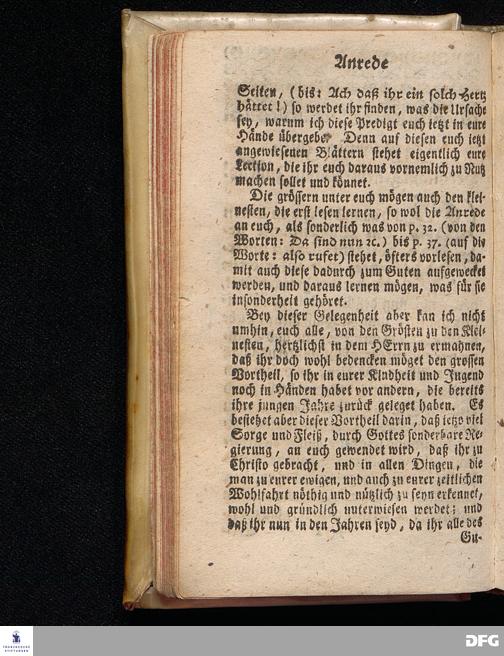 Anrede
Seiten, (bis: Ach daß ihr ein solch Hertz
hättet!) so werdet ihr finden, was die Ursache
sey, warum ich diese Predigt euch ietzt in eure
Hände übergebe. Denn auf diesen euch ietzt
angewiesenen Blättern stehet eigentlich eure
Lection, die ihr euch daraus vornemlich zu Nutz
machen sollet und könnet.
Die grössern unter euch mögen auch den klei-
nesten, die erst lesen lernen, so wol die Anrede
an euch, als sonderlich was von p. 32. (von den
Worten: Da sind nun ꝛc.) bis p. 37. (auf die
Worte: also rufet) stehet, öfters vorlesen, da-
mit auch diese dadurch zum Guten aufgewecket
werden, und daraus lernen mögen, was für sie
insonderheit gehöret.
Bey dieser Gelegenheit aber kan ich nicht
umhin, euch alle, von den Grösten zu den Klei-
nesten, hertzlichst in dem HErrn zu ermahnen,
daß ihr doch wohl bedencken möget den grossen
Vortheil, so ihr in eurer Kindheit und Jugend
noch in Händen habet vor andern, die bereits
ihre jungen Jahre zurück geleget haben. Es
bestehet aber dieser Vortheil darin, daß ietzo viel
Sorge und Fleiß, durch Gottes sonderbare Re-
gierung, an euch gewendet wird, daß ihr zu
Christo gebracht, und in allen Dingen, die
man zu eurer ewigen, und auch zu eurer zeitlichen
Wohlfahrt nöthig und nützlich zu seyn erkennet,
wohl und gründlich unterwiesen werdet; und
daß ihr nun in den Jahren seyd, da ihr alle des
Gu-
FRANCKESCHE
STIFTUNGEN
DFG